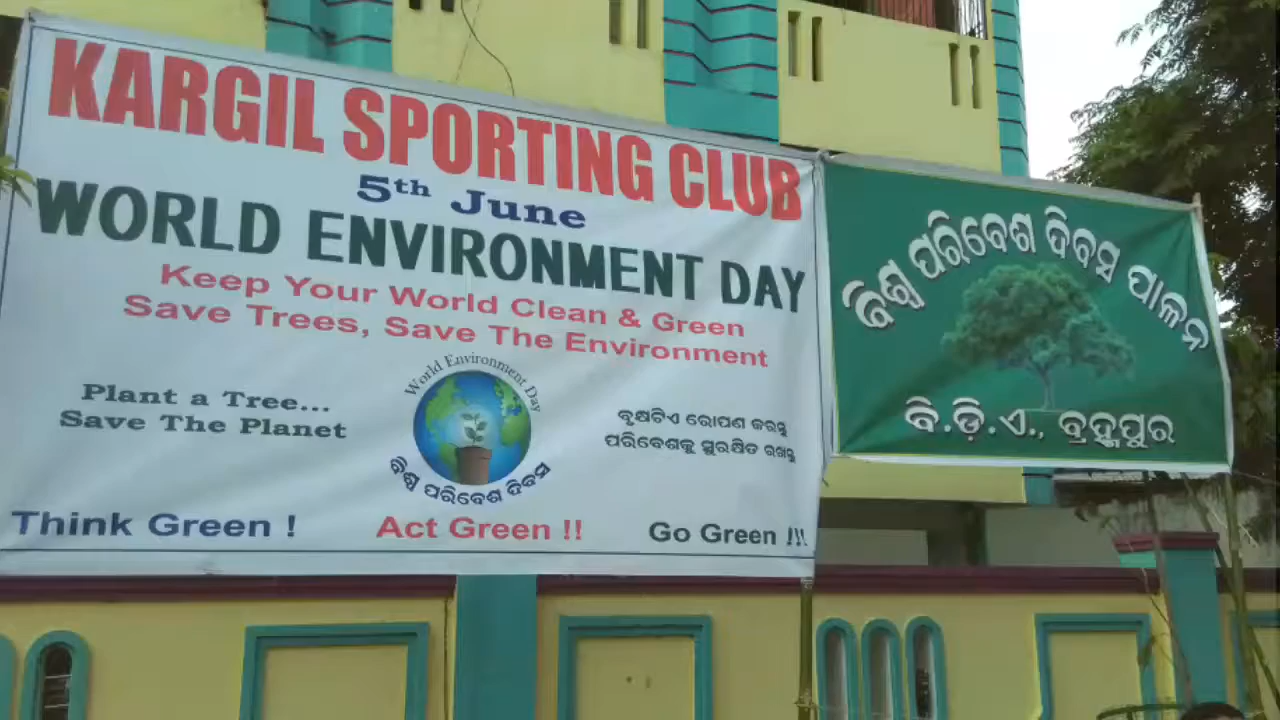 KARGIL SPORTING CLUB
5th June
WORLD ENVIRONMENT DAY
Keep Your World Clean & Green
Save Trees, Save The Environment
Plant a Tree...
Save The Planet
World Environment Day
ବିଶ୍ୱ ପରିବେଶ ଦିବସ
ବୃକ୍ଷଟିଏ ରୋପଣ କରନ୍ତୁ
ପରିବେଶକୁ ସୁରକ୍ଷିତ ରଖନ୍ତୁ
Think Green !
Act Green !!
Go Green !!!
ବିଶ୍ୱ ପରିବେଶ ଦିବସ ପାଳନ
ବି.ଡ଼ି.ଏ., ବ୍ରହ୍ମପୁର